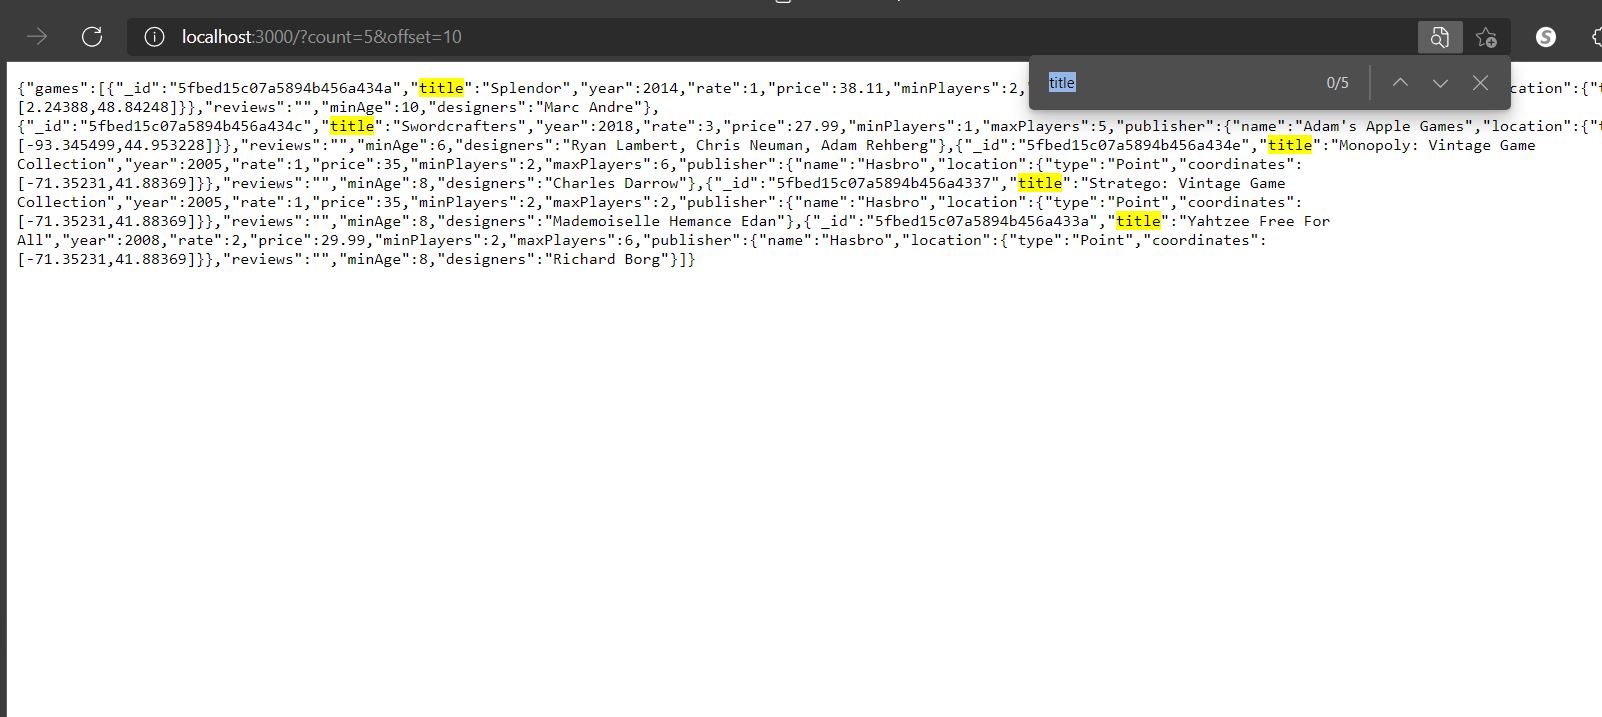 localhost:3000/?count=5&offset=10
title 0/5
{"games":[{"_id":"5fbed15c07a5894b456a434a","title":"Splendor","year":2014,"rate":1,"price":38.11,"minPlayers":2, cation":{"t
[2.24388,48.84248]}},"reviews":"","minAge":10,"designers":"Marc Andre"},
{"_id":"5fbed15c07a5894b456a434c","title":"Swordcrafters","year":2018,"rate":3,"price":27.99,"minPlayers":1,"maxPlayers":5,"publisher":{"name":"Adam's Apple Games","location":{"t
[-93.345499,44.953228]}},"reviews":"","minAge":6,"designers":"Ryan Lambert, Chris Neuman, Adam Rehberg"},{"_id":"5fbed15c07a5894b456a434e","title":"Monopoly: Vintage Game
Collection","year":2005,"rate":1,"price":35,"minPlayers":2,"maxPlayers":6,"publisher":{"name":"Hasbro","location":{"type":"Point","coordinates":
[-71.35231,41.88369]}},"reviews":"","minAge":8,"designers":"Charles Darrow"},{"_id":"5fbed15c07a5894b456a4337","title":"Stratego: Vintage Game
Collection","year":2005,"rate":1,"price":35,"minPlayers":2,"maxPlayers":2,"publisher":{"name":"Hasbro","location":{"type":"Point","coordinates":
[-71.35231,41.88369]}},"reviews":"","minAge":8,"designers":"Mademoiselle Hemance Edan"},{"_id":"5fbed15c07a5894b456a433a","title":"Yahtzee Free For
All","year":2008,"rate":2,"price":29.99,"minPlayers":2,"maxPlayers":6,"publisher":{"name":"Hasbro","location":{"type":"Point","coordinates":
[-71.35231,41.88369]}},"reviews":"","minAge":8,"designers":"Richard Borg"}]}